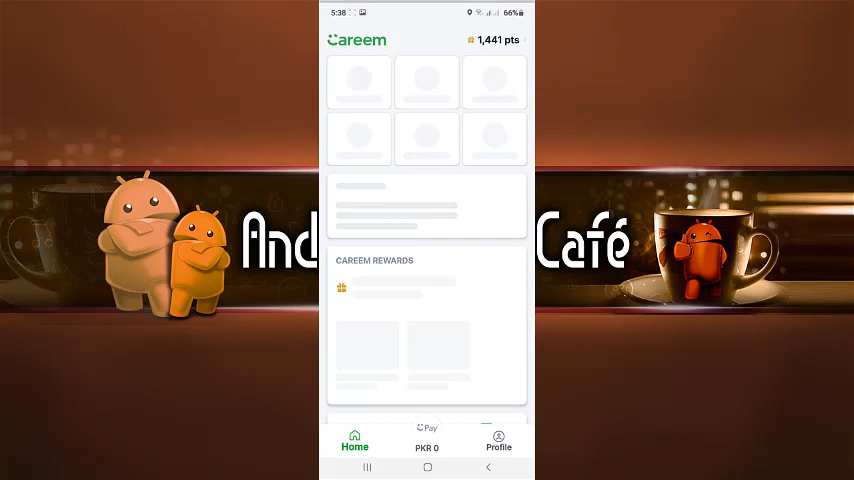 5:38
66%
Careem
1,441 pts
And
Café
CAREEM REWARDS
Pay
Home
PKR 0
Profile